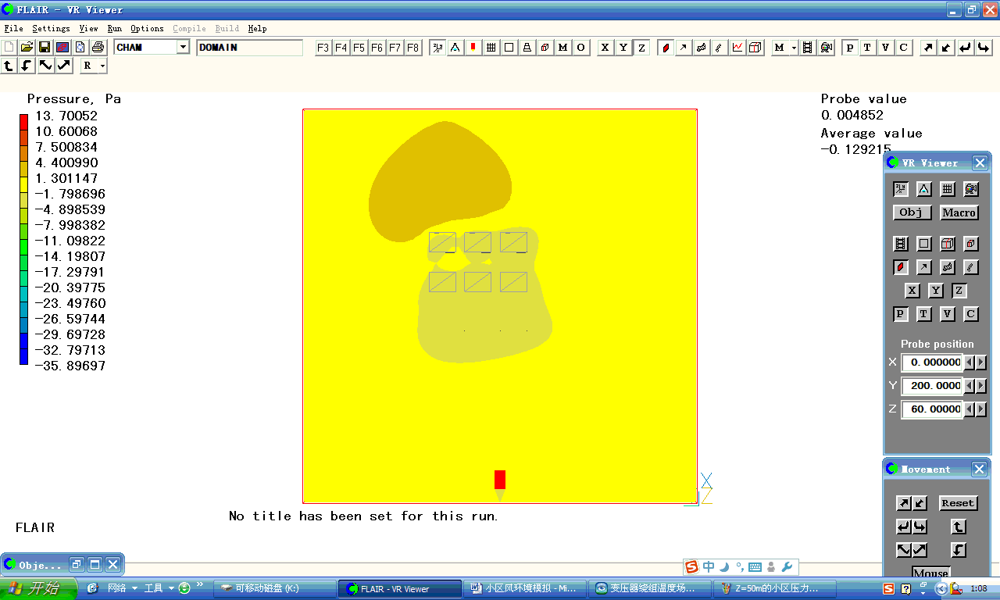 FLAIR - VR Viewer
File Settings View Run Options Compile Build Help
CHAM DOMAIN F3 F4 F5 F6 F7 F8 M O X Y Z M P T V C
R
Pressure, Pa
13.70052
10.60068
7.500834
4.400990
1.301147
-1.798696
-4.898539
-7.998382
-11.09822
-14.19807
-17.29791
-20.39775
-23.49760
-26.59744
-29.69728
-32.79713
-35.89697
Probe value
0.004852
Average value
-0.129215
VR Viewer
Obj Macro
X Y Z
P T V C
Probe position
X 0.000000
Y 200.0000
Z 60.00000
X
Z
Movement
Reset
Mouse
No title has been set for this run.
FLAIR
Obje...
中
开始 网络 工具 » 可移动磁盘 (K:) FLAIR - VR Viewer 小区风环境模拟 - Mi... 变压器绕组温度场... Z=50m的小区压力... 1:08